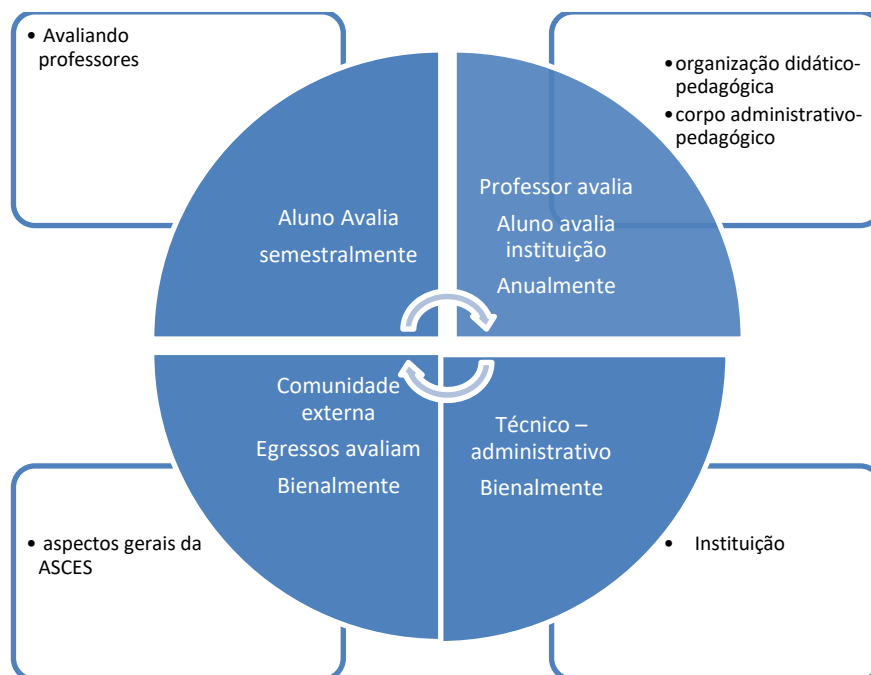 • Avaliando
professores
•organização didático-
pedagógica
•corpo administrativo-
pedagógico
Aluno Avalia
semestralmente
Professor avalia
Aluno avalia
instituição
Anualmente
Comunidade
externa
Egressos avaliam
Bienalmente
Técnico –
administrativo
Bienalmente
• aspectos gerais da
ASCES
• Instituição